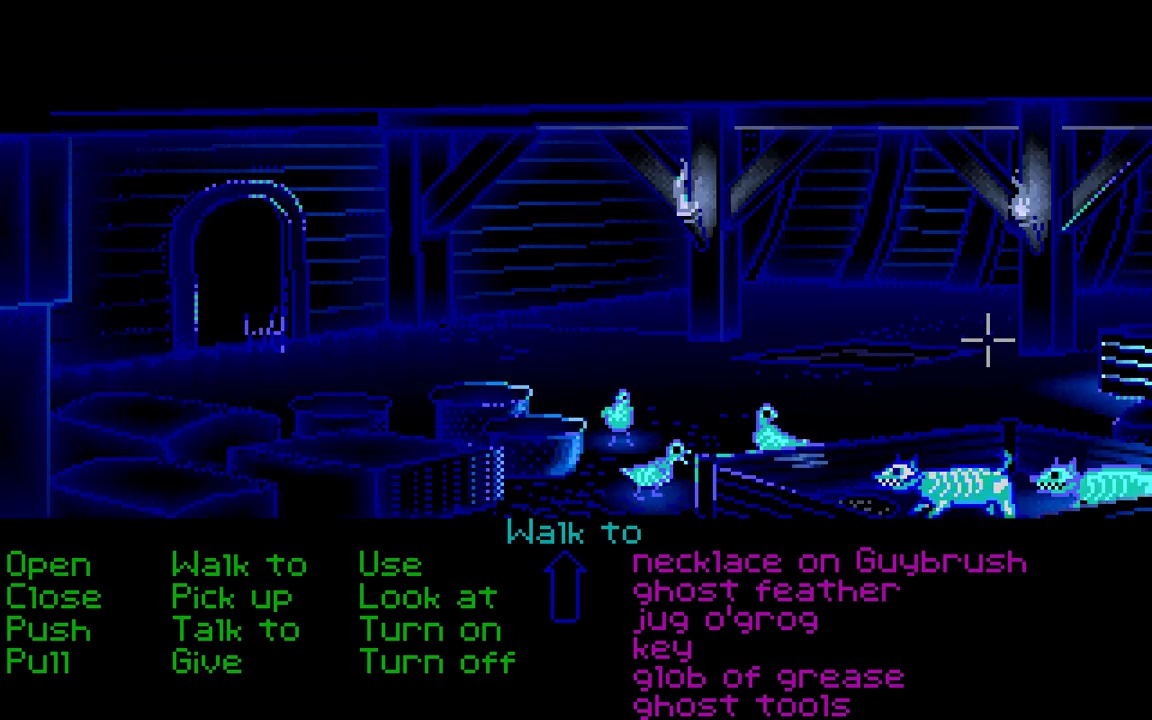 Walk to
Open Walk to Use
Close Pick up Look at
Push Talk to Turn on
Pull Give Turn off
necklace on Guybrush
ghost feather
jug o'grog
key
glob of grease
ghost tools